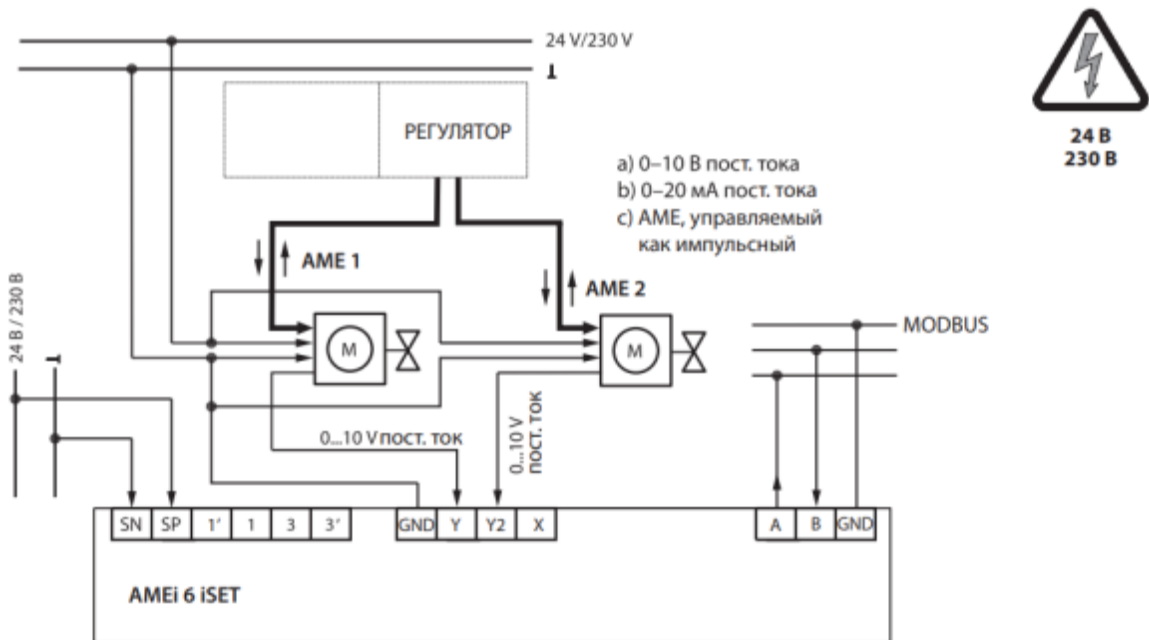 24 V/230 V
РЕГУЛЯТОР
24 В
230 В
a) 0–10 В пост. тока
b) 0–20 мА пост. тока
c) AME, управляемый
как импульсный
AME 1
AME 2
24 В / 230 В
M
M
MODBUS
0...10 V пост. ток
0...10 V
пост. ток
SN SP 1′ 1 3 3′ GND Y Y2 X A B GND
AMEi 6 iSET